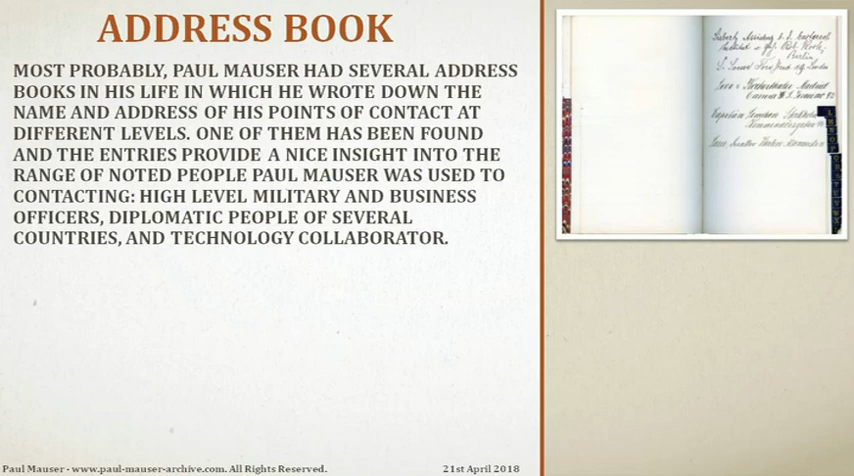 ADDRESS BOOK
MOST PROBABLY, PAUL MAUSER HAD SEVERAL ADDRESS
BOOKS IN HIS LIFE IN WHICH HE WROTE DOWN THE
NAME AND ADDRESS OF HIS POINTS OF CONTACT AT
DIFFERENT LEVELS. ONE OF THEM HAS BEEN FOUND
AND THE ENTRIES PROVIDE A NICE INSIGHT INTO THE
RANGE OF NOTED PEOPLE PAUL MAUSER WAS USED TO
CONTACTING: HIGH LEVEL MILITARY AND BUSINESS
OFFICERS, DIPLOMATIC PEOPLE OF SEVERAL
COUNTRIES, AND TECHNOLOGY COLLABORATOR.
Berlin
Madrid
Paul Mauser - www.paul-mauser-archive.com. All Rights Reserved.
21st April 2018